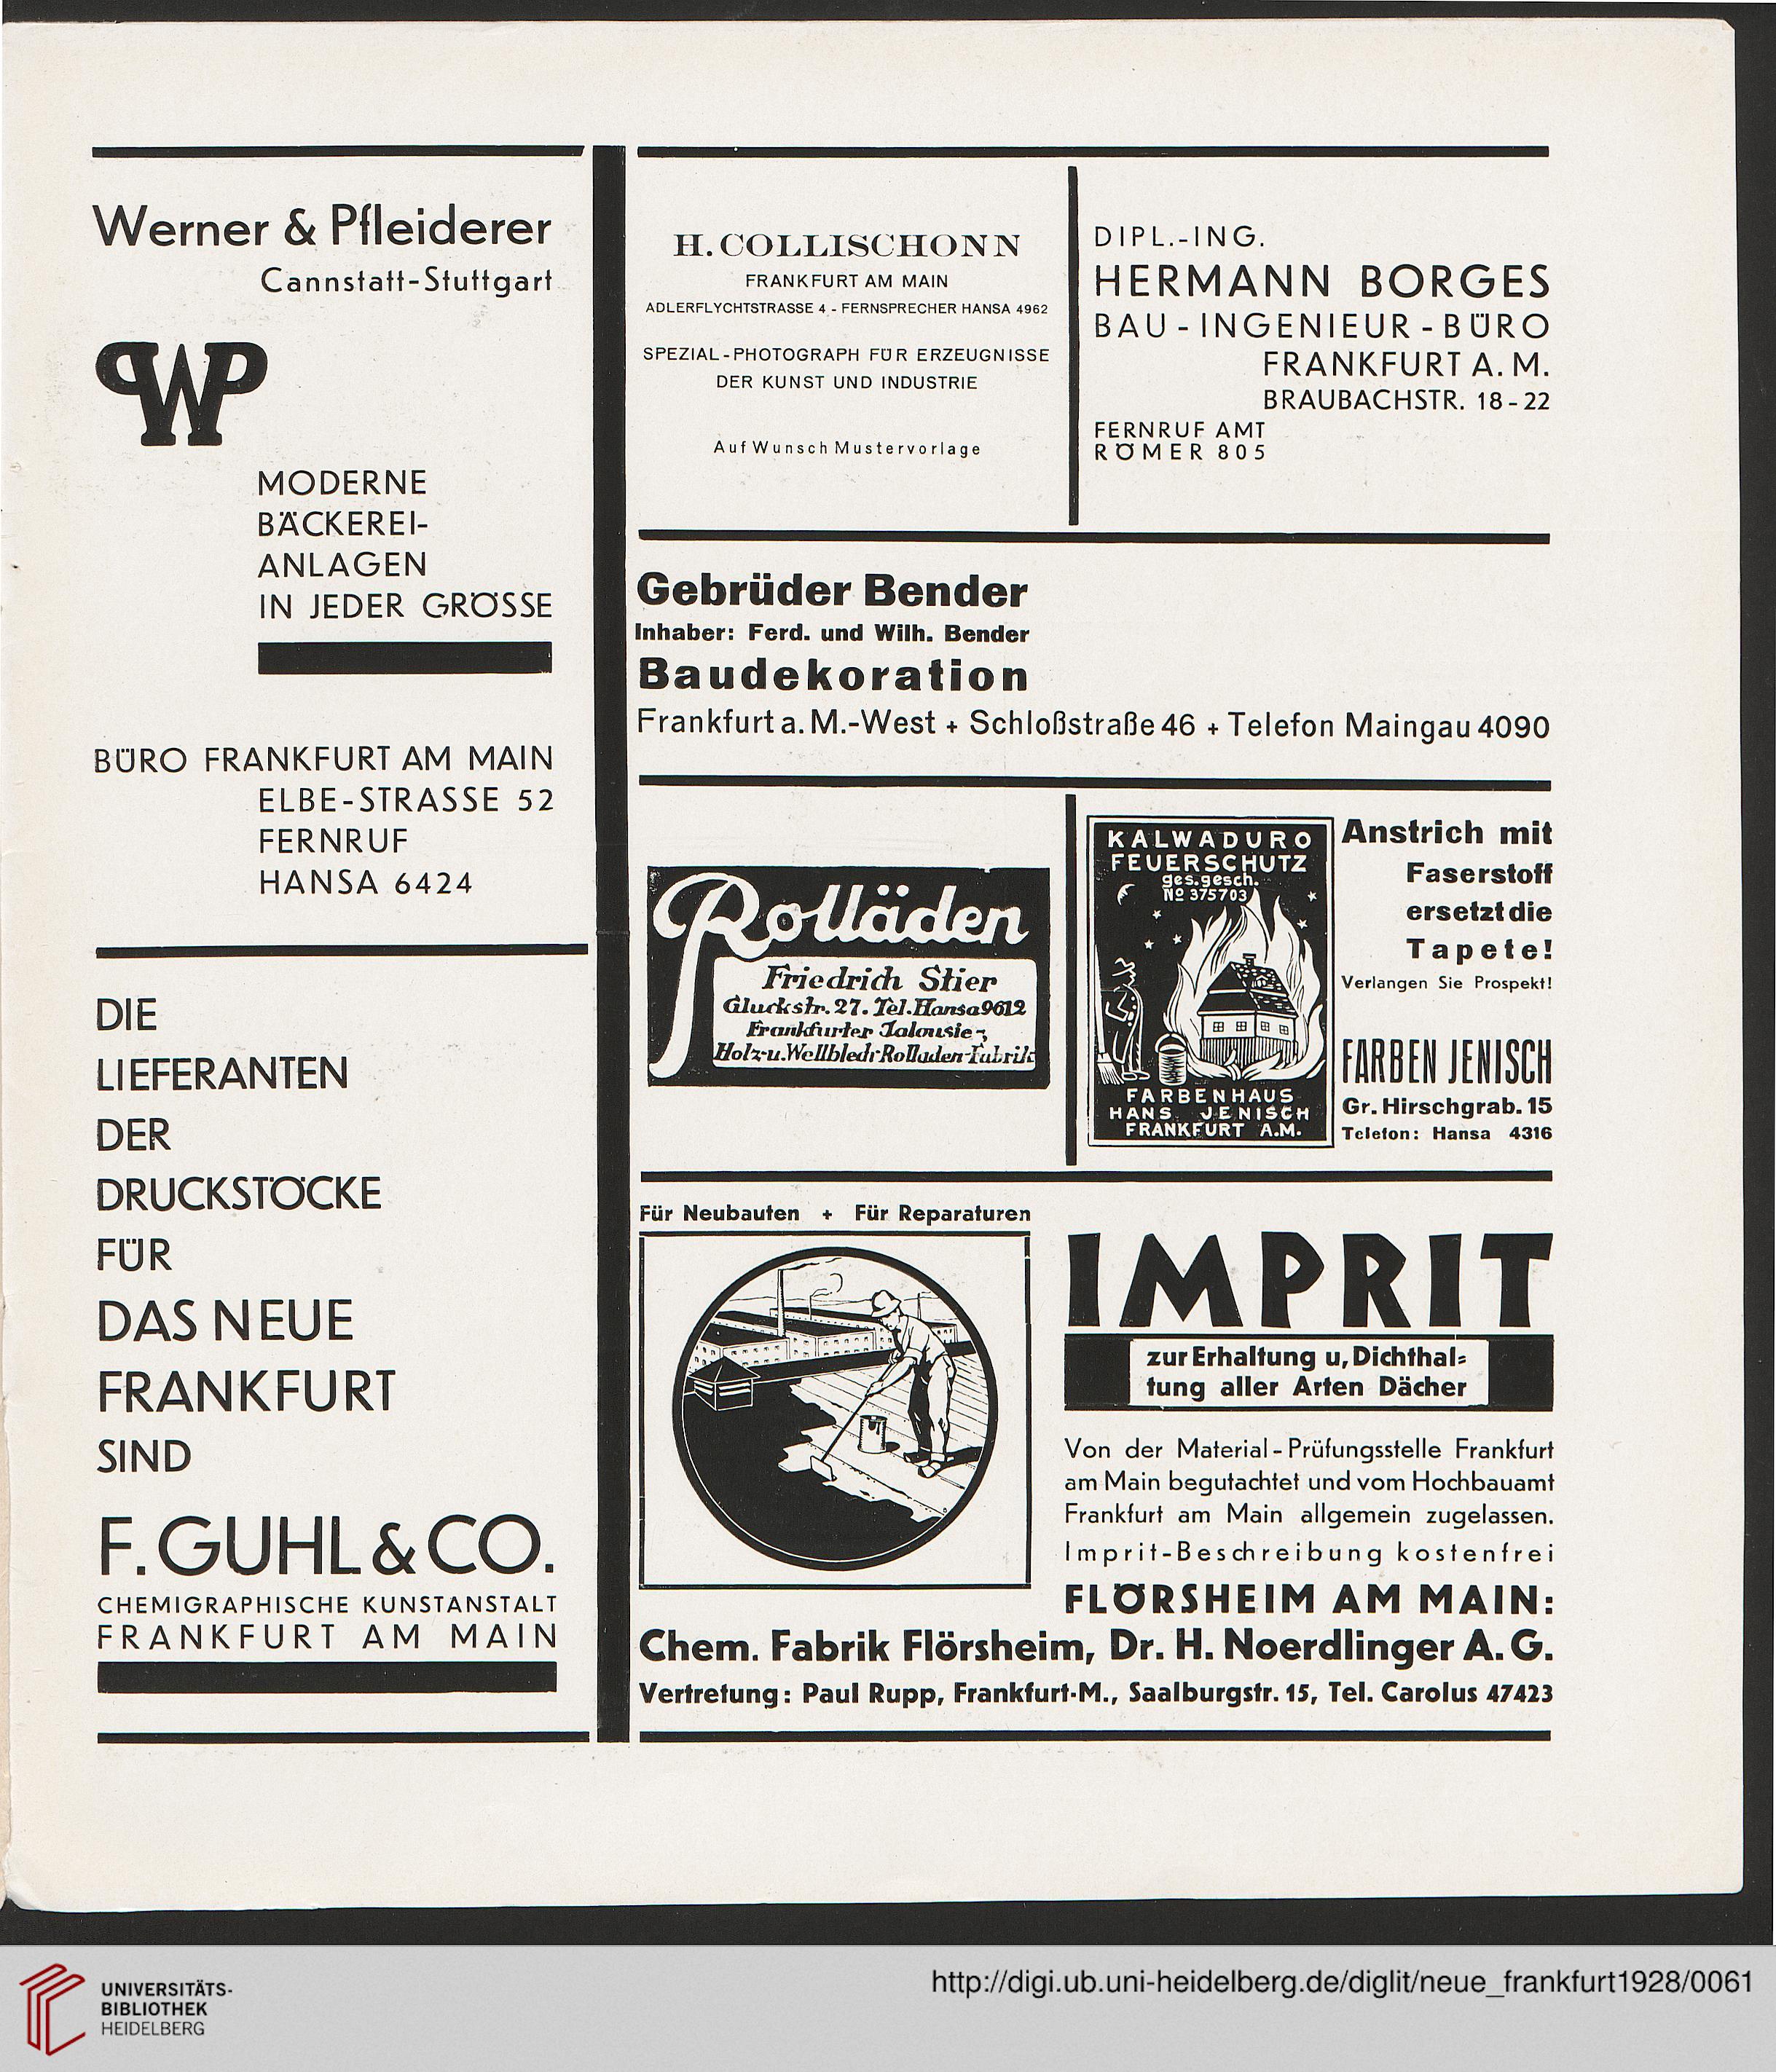 Werner & Pfleiderer
Cannstatt-Stuttgart
WP
MODERNE
BÄCKEREI-
ANLAGEN
IN JEDER GRÖSSE
BÜRO FRANKFURT AM MAIN
ELBE-STRASSE 52
FERNRUF
HANSA 6424
DIE
LIEFERANTEN
DER
DRUCKSTÖCKE
FÜR
DAS NEUE
FRANKFURT
SIND
F. GUHL & CO.
CHEMIGRAPHISCHE KUNSTANSTALT
FRANKFURT AM MAIN
H. COLLISCHONN
FRANKFURT AM MAIN
ADLERFLYCHTSTRASSE 4 - FERNSPRECHER HANSA 4962
SPEZIAL-PHOTOGRAPH FÜR ERZEUGNISSE
DER KUNST UND INDUSTRIE
Auf Wunsch Mustervorlage
DIPL.-ING.
HERMANN BORGES
BAU-INGENIEUR-BÜRO
FRANKFURT A. M.
BRAUBACHSTR. 18-22
FERNRUF AMT
RÖMER 805
Gebrüder Bender
Inhaber: Ferd. und Wilh. Bender
Baudekoration
Frankfurt a. M.-West + Schloßstraße 46 + Telefon Maingau 4090
Rolläden
Friedrich Stier
Gluckstr. 27. Tel. Hansa 9612
Frankfurter Jalousie-,
Holz-u. Wellblech-Rolladen-Fabrik
KALWADURO
FEUERSCHUTZ
ges. gesch.
No 375703
FARBENHAUS
HANS JENISCH
FRANKFURT A.M.
Anstrich mit
Faserstoff
ersetzt die
Tapete!
Verlangen Sie Prospekt!
FARBEN JENISCH
Gr. Hirschgrab. 15
Telefon: Hansa 4316
Für Neubauten + Für Reparaturen
IMPRIT
zur Erhaltung u, Dichthal=
tung aller Arten Dächer
Von der Material-Prüfungsstelle Frankfurt
am Main begutachtet und vom Hochbauamt
Frankfurt am Main allgemein zugelassen.
Imprit-Beschreibung kostenfrei
FLÖRSHEIM AM MAIN:
Chem. Fabrik Flörsheim, Dr. H. Noerdlinger A. G.
Vertretung: Paul Rupp, Frankfurt-M., Saalburgstr. 15, Tel. Carolus 47423
UNIVERSITÄTS-
BIBLIOTHEK
HEIDELBERG
http://digi.ub.uni-heidelberg.de/diglit/neue_frankfurt1928/0061